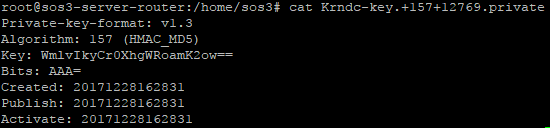 root@sos3-server-router:/home/sos3# cat Krndc-key.+157+12769.private
Private-key-format: v1.3
Algorithm: 157 (HMAC_MD5)
Key: WmlvIkyCr0XhgWRoamK2ow==
Bits: AAA=
Created: 20171228162831
Publish: 20171228162831
Activate: 20171228162831